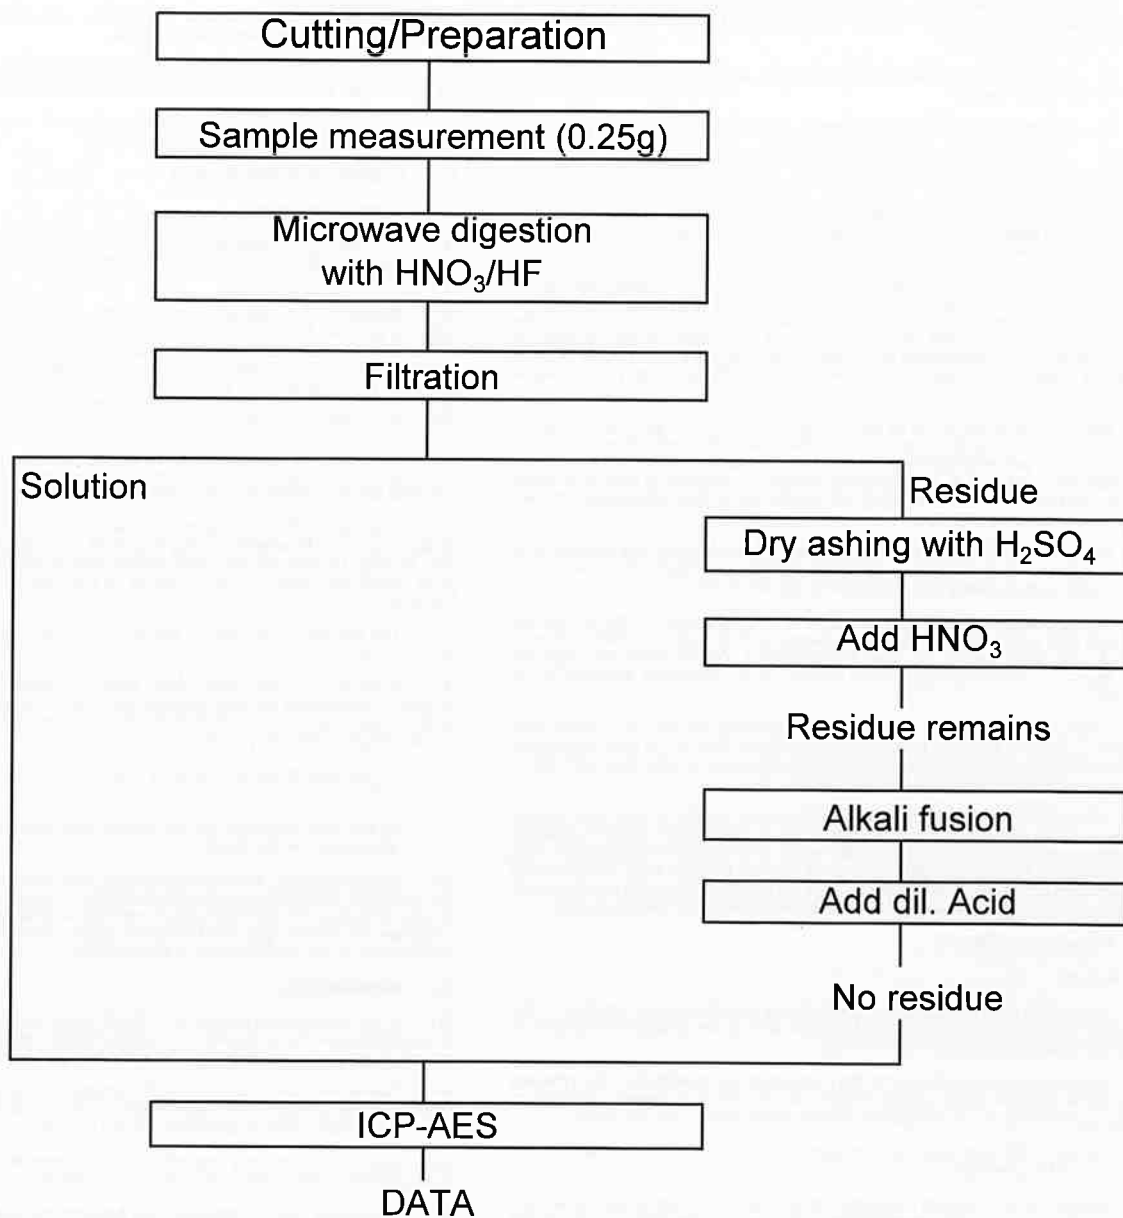 Cutting/Preparation
Sample measurement (0.25g)
Microwave digestion
with HNO₃/HF
Filtration
Solution
Residue
Dry ashing with H₂SO₄
Add HNO₃
Residue remains
Alkali fusion
Add dil. Acid
No residue
ICP-AES
DATA